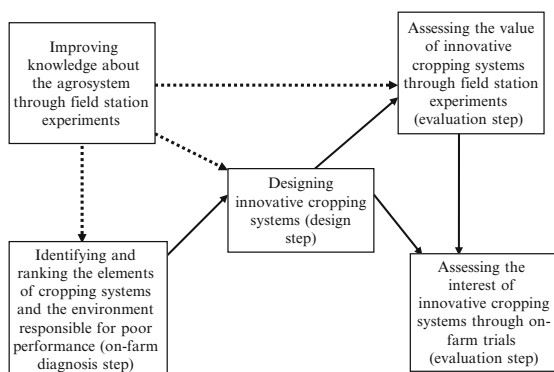 Improving
knowledge about
the agrosystem
through field station
experiments
Assessing the value
of innovative
cropping systems
through field station
experiments
(evaluation step)
Designing
innovative cropping
systems (design
step)
Identifying and
ranking the elements
of cropping systems
and the environment
responsible for poor
performance (on-farm
diagnosis step)
Assessing the
interest of
innovative cropping
systems through on-
farm trials
(evaluation step)